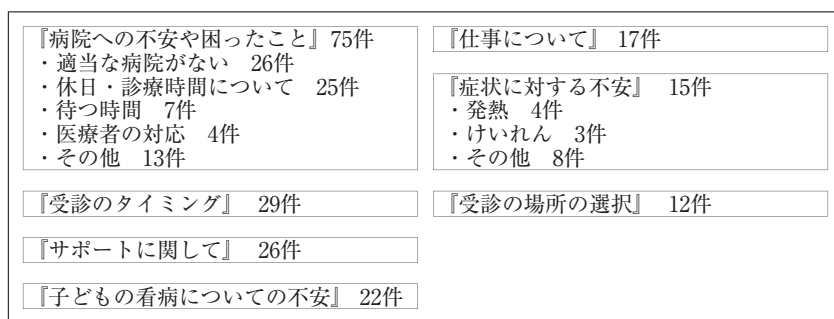 『病院への不安や困ったこと』75件
・適当な病院がない　26件
・休日・診療時間について　25件
・待つ時間　7件
・医療者の対応　4件
・その他　13件
『受診のタイミング』　29件
『サポートに関して』　26件
『子どもの看病についての不安』　22件
『仕事について』　17件
『症状に対する不安』　15件
・発熱　4件
・けいれん　3件
・その他　8件
『受診の場所の選択』　12件